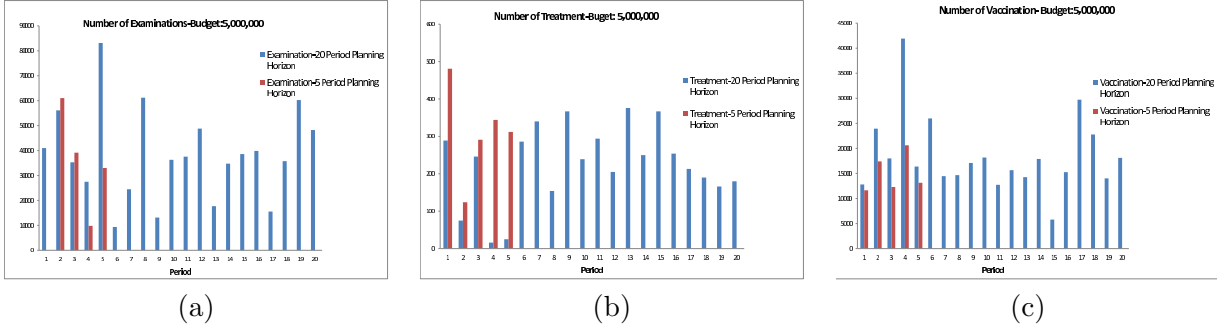 Number of Examinations-Budget:5,000,000
90000
80000
70000
60000
50000
40000
30000
20000
10000
0
Examination-20 Period Planning
Horizon
Examination-5 Period Planning
Horizon
1 2 3 4 5 6 7 8 9 10 11 12 13 14 15 16 17 18 19 20
Period
(a)
Number of Treatment-Buget: 5,000,000
600
500
400
300
200
100
0
Treatment-20 Period Planning
Horizon
Treatment-5 Period Planning
Horizon
1 2 3 4 5 6 7 8 9 10 11 12 13 14 15 16 17 18 19 20
Period
(b)
Number of Vaccination- Budget:5,000,000
45000
40000
35000
30000
25000
20000
15000
10000
5000
0
Vaccination-20 Period Planning
Horizon
Vaccination-5 Period Planning
Horizon
1 2 3 4 5 6 7 8 9 10 11 12 13 14 15 16 17 18 19 20
Period
(c)